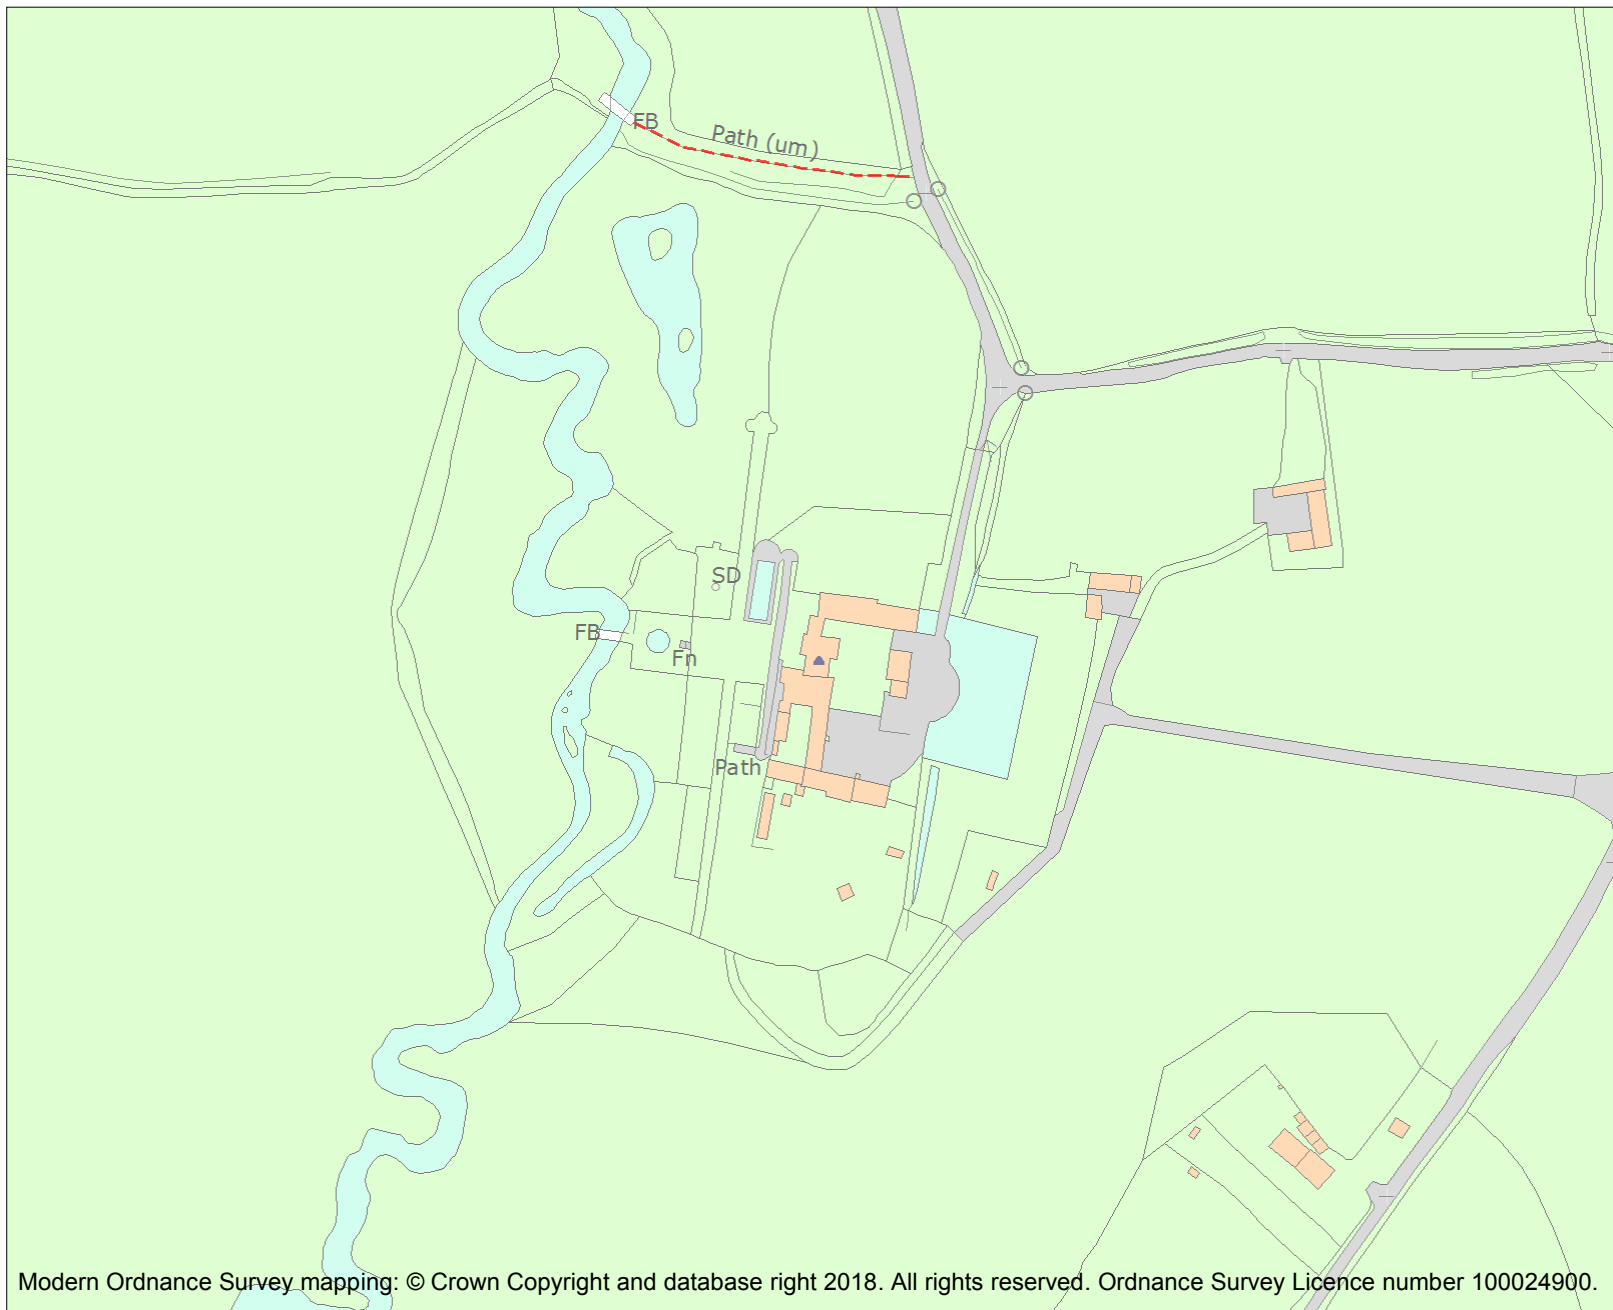 FB
Path (um)
SD
FB
Fn
Path
Modern Ordnance Survey mapping: © Crown Copyright and database right 2018. All rights reserved. Ordnance Survey Licence number 100024900.